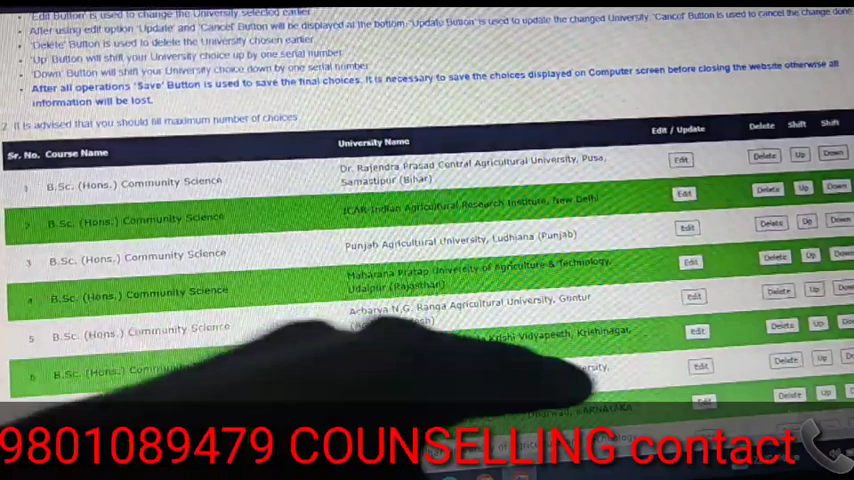 'Edit Button' is used to change the University selected earlier
After using edit option 'Update' and 'Cancel' Button will be displayed at the bottom. 'Update Button' is used to update the changed University. 'Cancel' Button is used to cancel the change done
'Delete' Button is used to delete the University chosen earlier
'Up' Button will shift your University choice up by one serial number
'Down' Button will shift your University choice down by one serial number
After all operations 'Save' Button is used to save the final choices. It is necessary to save the choices displayed on Computer screen before closing the website otherwise all
information will be lost.
2. It is advised that you should fill maximum number of choices
Sr. No. Course Name University Name Edit / Update Delete Shift Shift
1 B.Sc. (Hons.) Community Science Dr. Rajendra Prasad Central Agricultural University, Pusa, Edit Delete Up Down
Samastipur (Bihar)
2 B.Sc. (Hons.) Community Science ICAR-Indian Agricultural Research Institute, New Delhi Edit Delete Up Down
3 B.Sc. (Hons.) Community Science Punjab Agricultural University, Ludhiana (Punjab) Edit Delete Up Down
4 B.Sc. (Hons.) Community Science Maharana Pratap University of Agriculture & Technology, Edit Delete Up Down
Udaipur (Rajasthan)
5 B.Sc. (Hons.) Community Science Acharya N.G. Ranga Agricultural University, Guntur Edit Delete Up Down
6 B.Sc. (Hons.) Krishi Vidyapeeth, Krishinagar, Edit Delete Up Down
Edit Delete Up
Dharwad, KARNATAKA Delete Up
9801089479 COUNSELLING contact